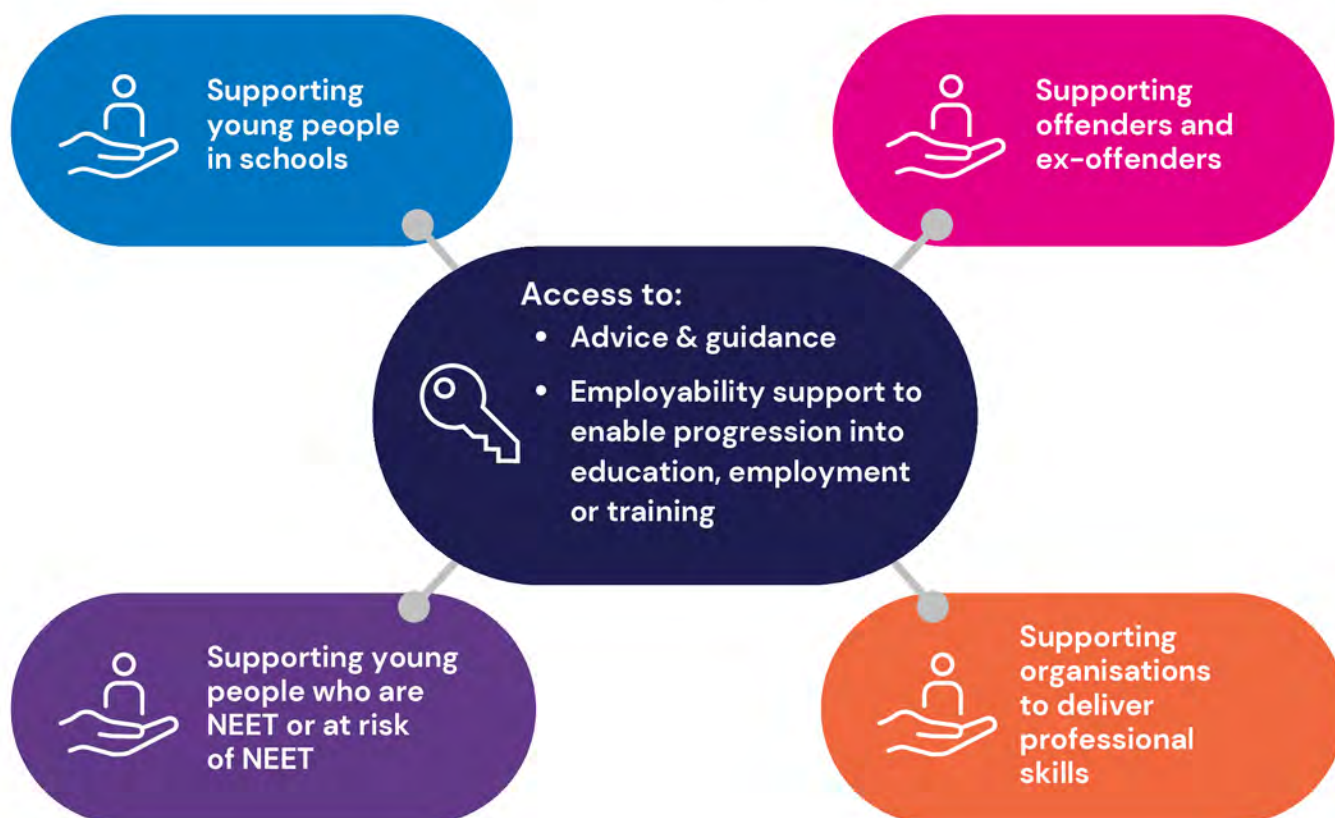 Supporting
young people
in schools
Supporting
offenders and
ex-offenders
Access to:
• Advice & guidance
• Employability support to
enable progression into
education, employment
or training
Supporting young
people who are
NEET or at risk
of NEET
Supporting
organisations
to deliver
professional
skills